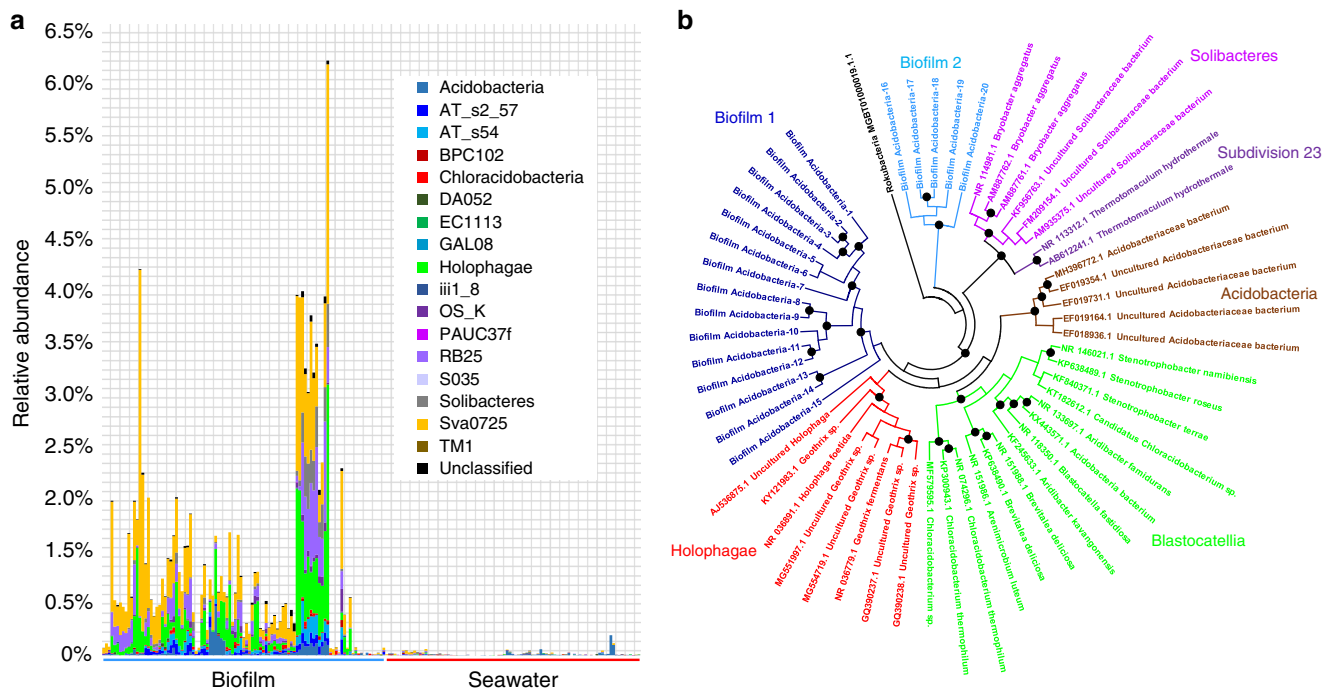 a
Relative abundance
6.5%
6.0%
5.5%
5.0%
4.5%
4.0%
3.5%
3.0%
2.5%
2.0%
1.5%
0.5%
0%
Acidobacteria
AT_s2_57
AT_s54
BPC102
Chloracidobacteria
DA052
EC1113
GAL08
Holophagae
iii1_8
OS_K
PAUC37f
RB25
S035
Solibacteres
Sva0725
TM1
Unclassified
Biofilm
Seawater
b
Biofilm 1
Biofilm Acidobacteria-1
Biofilm Acidobacteria-2
Biofilm Acidobacteria-3
Biofilm Acidobacteria-4
Biofilm Acidobacteria-5
Biofilm Acidobacteria-6
Biofilm Acidobacteria-7
Biofilm Acidobacteria-8
Biofilm Acidobacteria-9
Biofilm Acidobacteria-10
Biofilm Acidobacteria-11
Biofilm Acidobacteria-12
Biofilm Acidobacteria-13
Biofilm Acidobacteria-14
Biofilm Acidobacteria-15
Rokubacteria MGBT01000019.1.1
Biofilm 2
Biofilm Acidobacteria-16
Biofilm Acidobacteria-17
Biofilm Acidobacteria-18
Biofilm Acidobacteria-19
Biofilm Acidobacteria-20
Solibacteres
NR 114981.1 Bryobacter aggregatus
AM887762.1 Bryobacter aggregatus
AM887761.1 Bryobacter aggregatus
KF956763.1 Uncultured Solibacteraceae bacterium
FM209154.1 Uncultured Solibacteraceae bacterium
AM935375.1 Uncultured Solibacteraceae bacterium
Subdivision 23
NR 113312.1 Thermotomaculum hydrothermale
AB612241.1 Thermotomaculum hydrothermale
Acidobacteria
MH396772.1 Acidobacteriaceae bacterium
EF019354.1 Uncultured Acidobacteriaceae bacterium
EF019731.1 Uncultured Acidobacteriaceae bacterium
EF019164.1 Uncultured Acidobacteriaceae bacterium
EF018936.1 Uncultured Acidobacteriaceae bacterium
Blastocatellia
NR 146021.1 Stenotrophobacter namibiensis
KP638489.1 Stenotrophobacter roseus
KF840371.1 Stenotrophobacter terrae
KT182612.1 Candidatus Chloracidobacterium sp.
NR 133697.1 Aridibacter famidurans
KX443571.1 Acidobacteria bacterium
NR 118350.1 Blastocatella fastidiosa
KF245633.1 Aridibacter kavangonensis
NR 151988.1 Brevitalea deliciosa
KP638496.1 Brevitalea deliciosa
NR 151986.1 Arenimicrobium luteum
NR 074296.1 Chloracidobacterium thermophilum
KP300943.1 Chloracidobacterium thermophilum
MF579595.1 Chloracidobacterium sp.
Holophagae
AJ536875.1 Uncultured Holophaga
KY121983.1 Geothrix sp.
NR 036891.1 Holophaga foetida
MG551997.1 Uncultured Geothrix sp.
MG554719.1 Uncultured Geothrix sp.
NR 036779.1 Geothrix fermentans
GQ390237.1 Uncultured Geothrix sp.
GQ390238.1 Uncultured Geothrix sp.